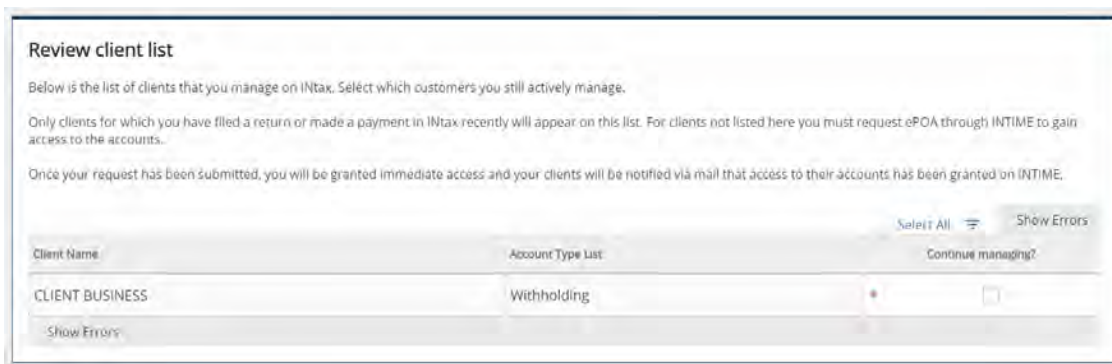 Review client list
Below is the list of clients that you manage on INtax. Select which customers you still actively manage.
Only clients for which you have filed a return or made a payment in INtax recently will appear on this list. For clients not listed here you must request ePOA through INTIME to gain
access to the accounts.
Once your request has been submitted, you will be granted immediate access and your clients will be notified via mail that access to their accounts has been granted on INTIME.
Select All Show Errors
Client Name Account Type List Continue managing?
CLIENT BUSINESS Withholding *
Show Errors